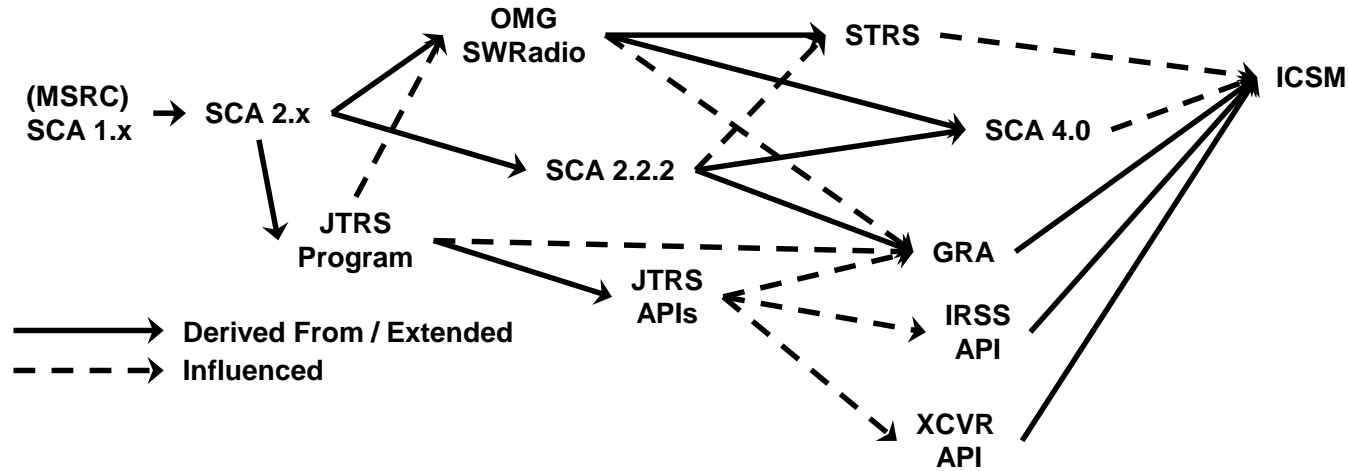 OMG
SWRadio
STRS
ICSM
(MSRC)
SCA 1.x
SCA 2.x
SCA 4.0
SCA 2.2.2
JTRS
Program
GRA
JTRS
APIs
IRSS
API
Derived From / Extended
Influenced
XCVR
API